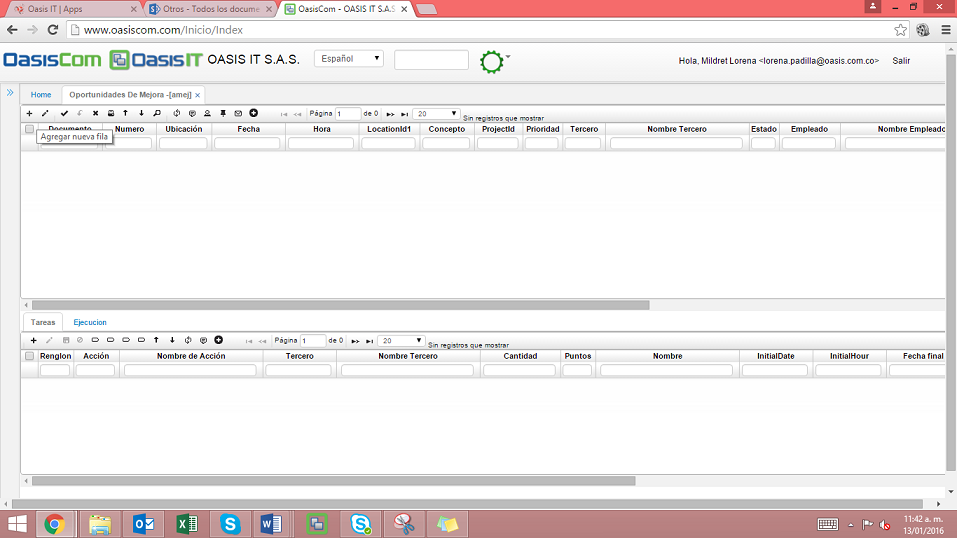 Oasis IT | Apps
Otros - Todos los docume
OasisCom - OASIS IT S.A.S
www.oasiscom.com/Inicio/Index
OasisCom OasisIT OASIS IT S.A.S. Español Hola, Mildret Lorena <lorena.padilla@oasis.com.co> Salir
Home Oportunidades De Mejora -[amej] x
Página 1 de 0 20 Sin registros que mostrar
Documento Numero Ubicación Fecha Hora LocationId1 Concepto ProjectId Prioridad Tercero Nombre Tercero Estado Empleado Nombre Empleado
Agregar nueva fila
Tareas Ejecucion
Página 1 de 0 20 Sin registros que mostrar
Renglon Acción Nombre de Acción Tercero Nombre Tercero Cantidad Puntos Nombre InitialDate InitialHour Fecha final
11:42 a. m.
13/01/2016